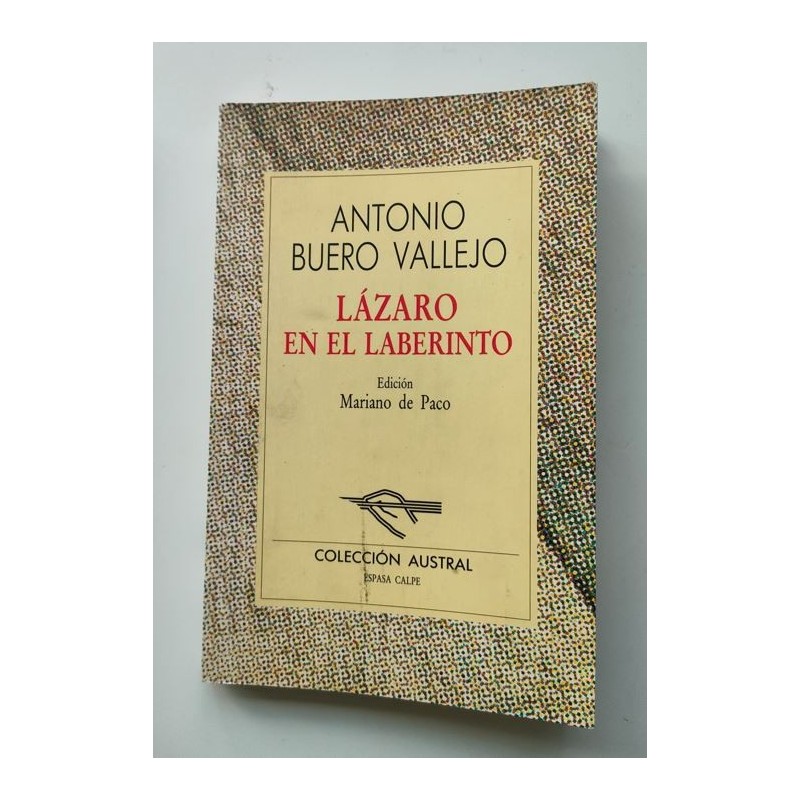 ANTONIO
BUERO VALLEJO
LÁZARO
EN EL LABERINTO
Edición
Mariano de Paco
COLECCIÓN AUSTRAL
ESPASA CALPE